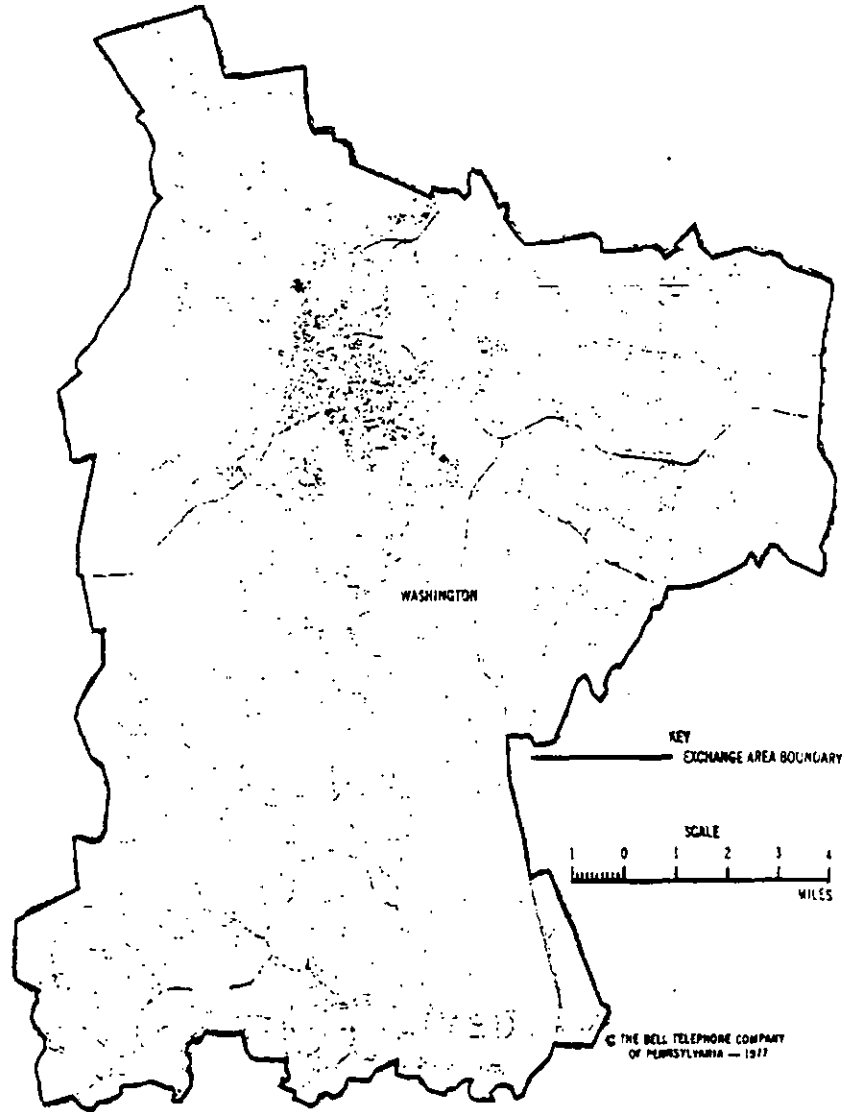 WASHINGTON
KEY
EXCHANGE AREA BOUNDARY
SCALE
1 0 1 2 3 4
MILES
© THE BELL TELEPHONE COMPANY
OF PENNSYLVANIA — 1977